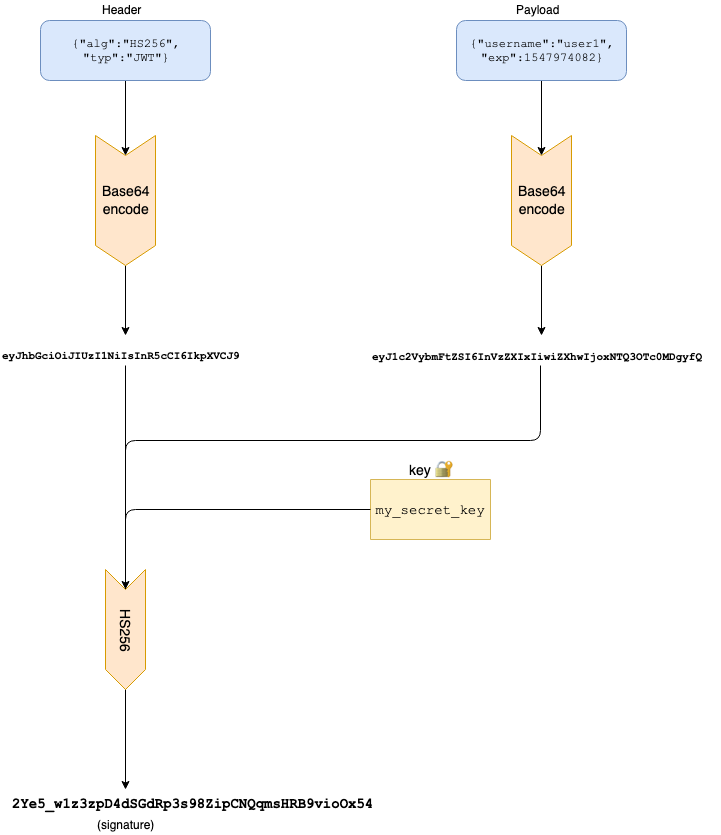 Header
Payload
{"alg":"HS256",
"typ":"JWT"}
{"username":"user1",
"exp":1547974082}
Base64
encode
Base64
encode
eyJhbGciOiJIUzI1NiIsInR5cCI6IkpXVCJ9
eyJ1c2VybmFtZSI6InVzZXIxIiwiZXhwIjoxNTQ3OTc0MDgyfQ
key 🔐
my_secret_key
HS256
2Ye5_w1z3zpD4dSGdRp3s98ZipCNQqmsHRB9vioOx54
(signature)